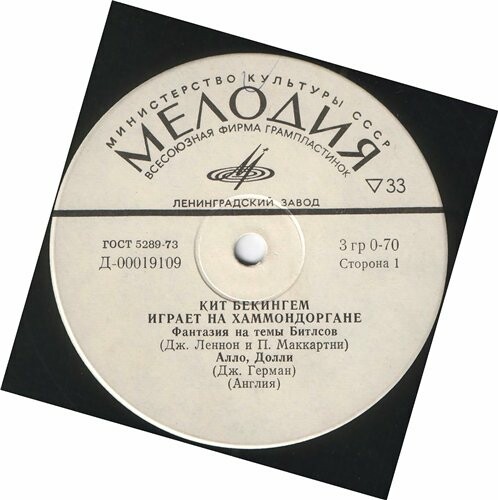 МИНИСТЕРСТВО КУЛЬТУРЫ СССР
МЕЛОДИЯ
ВСЕСОЮЗНАЯ ФИРМА ГРАМПЛАСТИНОК
▽33
ЛЕНИНГРАДСКИЙ ЗАВОД
ГОСТ 5289-73
3 гр 0-70
Д-00019109
Сторона 1
КИТ БЕКИНГЕМ
ИГРАЕТ НА ХАММОНДОРГАНЕ
Фантазия на темы Битлсов
(Дж. Леннон и П. Маккартни)
Алло, Долли
(Дж. Герман)
(Англия)